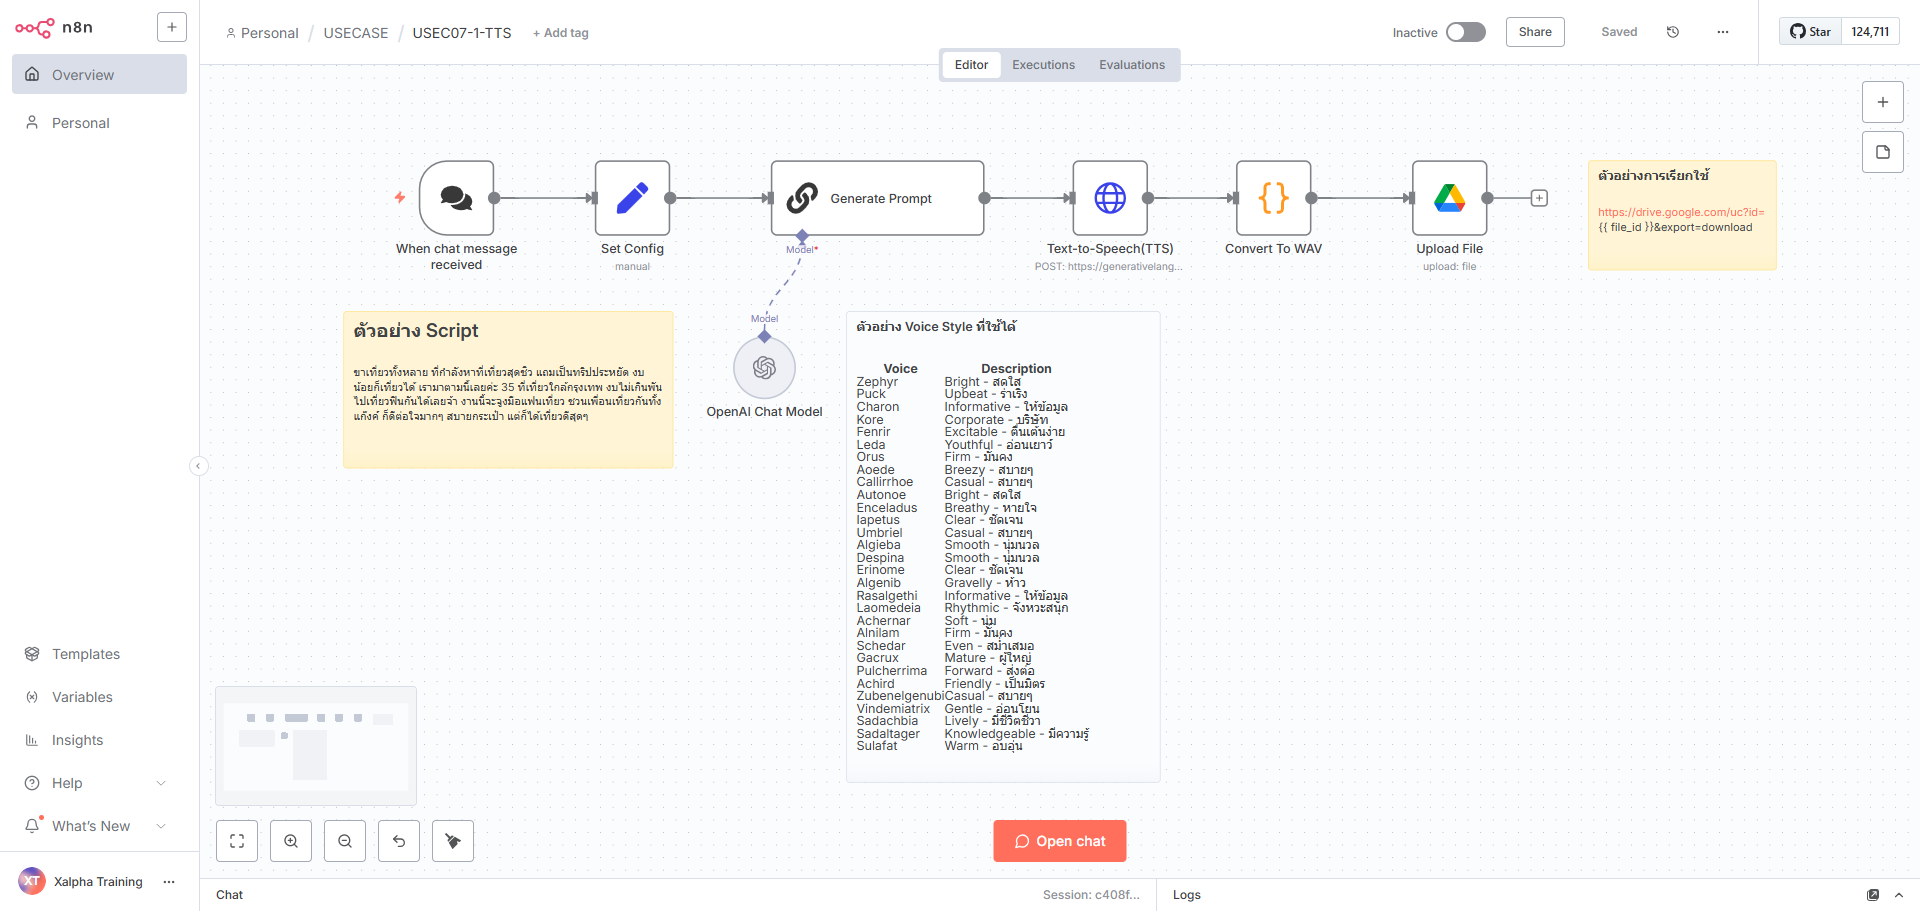 n8n
Personal / USECASE / USEC07-1-TTS + Add tag
Inactive
Share
Saved
Star 124,711
Editor Executions Evaluations
Overview
Personal
When chat message
received
Set Config
manual
Generate Prompt
Model*
Text-to-Speech(TTS)
POST: https://generativelang...
Convert To WAV
Upload File
upload: file
ตัวอย่างการเรียกใช้
https://drive.google.com/uc?id=
{{ file_id }}&export=download
ตัวอย่าง Script
ขาเที่ยวทั้งหลาย ที่กำลังหาที่เที่ยวสุดชิว แถมเป็นทริปประหยัด งบ
น้อยก็เที่ยวได้ เรามาตามนี้เลยค่ะ 35 ที่เที่ยวใกล้กรุงเทพ งบไม่เกินพัน
ไปเที่ยวฟินกันได้เลยจ้า งานนี้จะจูงมือแฟนเที่ยว ชวนเพื่อนเที่ยวกันทั้ง
แก๊งค์ ก็ดีต่อใจมากๆ สบายกระเป๋า แต่ก็ได้เที่ยวดีสุดๆ
Model
OpenAI Chat Model
ตัวอย่าง Voice Style ที่ใช้ได้
Voice Description
Zephyr Bright - สดใส
Puck Upbeat - ร่าเริง
Charon Informative - ให้ข้อมูล
Kore Corporate - บริษัท
Fenrir Excitable - ตื่นเต้นง่าย
Leda Youthful - อ่อนเยาว์
Orus Firm - มั่นคง
Aoede Breezy - สบายๆ
Callirrhoe Casual - สบายๆ
Autonoe Bright - สดใส
Enceladus Breathy - หายใจ
Iapetus Clear - ชัดเจน
Umbriel Casual - สบายๆ
Algieba Smooth - นุ่มนวล
Despina Smooth - นุ่มนวล
Erinome Clear - ชัดเจน
Algenib Gravelly - ห้าว
Rasalgethi Informative - ให้ข้อมูล
Laomedeia Rhythmic - จังหวะสนุก
Achernar Soft - นุ่ม
Alnilam Firm - มั่นคง
Schedar Even - สม่ำเสมอ
Gacrux Mature - ผู้ใหญ่
Pulcherrima Forward - ส่งต่อ
Achird Friendly - เป็นมิตร
Zubenelgenubi Casual - สบายๆ
Vindemiatrix Gentle - อ่อนโยน
Sadachbia Lively - มีชีวิตชีวา
Sadaltager Knowledgeable - มีความรู้
Sulafat Warm - อบอุ่น
Templates
Variables
Insights
Help
What's New
XT Xalpha Training
Open chat
Chat
Session: c408f...
Logs